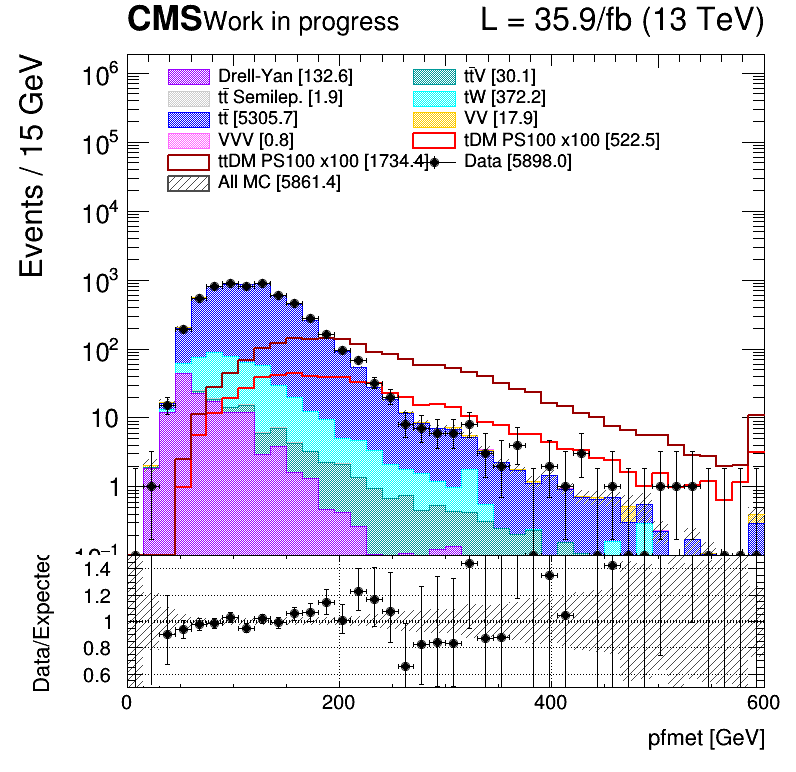 CMS Work in progress L = 35.9/fb (13 TeV)
Events / 15 GeV
10⁶
10⁵
10⁴
10³
10²
10
1
10⁻¹
Drell-Yan [132.6]
tt̄V [30.1]
tt̄ Semilep. [1.9]
tW [372.2]
tt̄ [5305.7]
VV [17.9]
VVV [0.8]
tDM PS100 x100 [522.5]
ttDM PS100 x100 [1734.4]
Data [5898.0]
All MC [5861.4]
Data/Expected
1.4
1.2
1
0.8
0.6
0 200 400 600
pfmet [GeV]